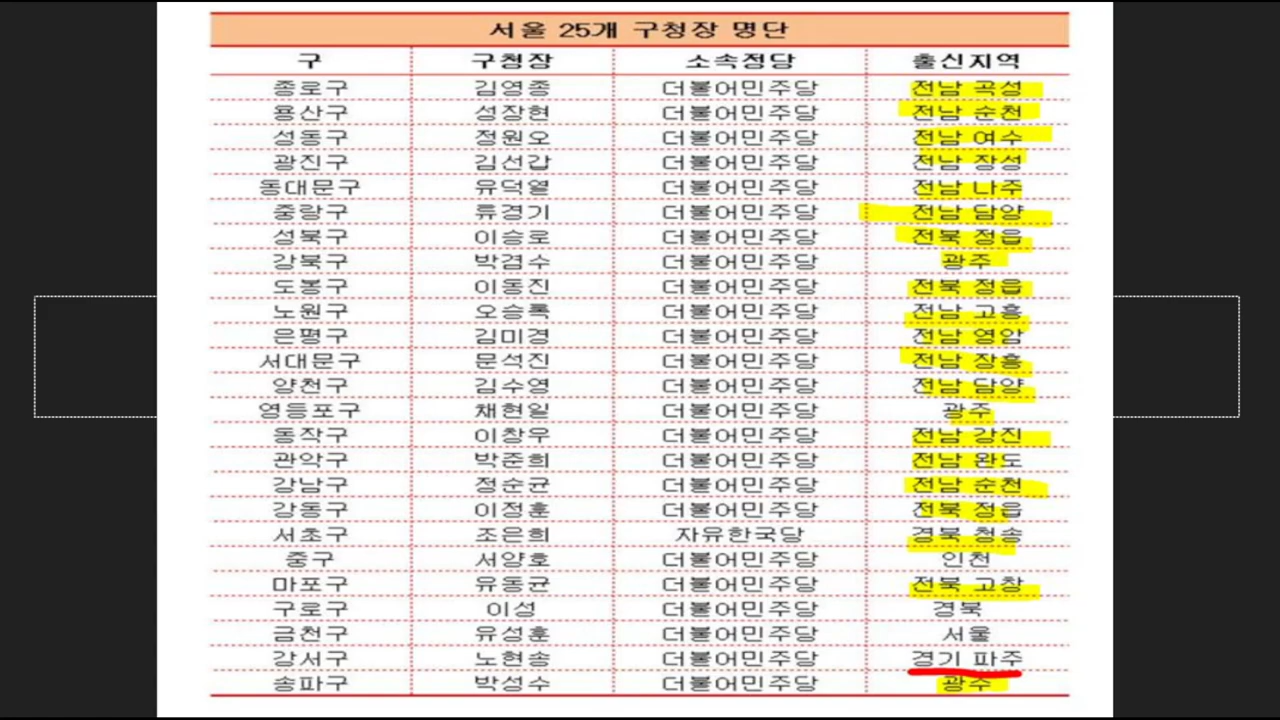 서울 25개 구청장 명단
구 구청장 소속정당 출신지역
종로구 김영종 더불어민주당 전남 곡성
용산구 성장현 더불어민주당 전남 순천
성동구 정원오 더불어민주당 전남 여수
광진구 김선갑 더불어민주당 전남 장성
동대문구 유덕열 더불어민주당 전남 나주
중랑구 류경기 더불어민주당 전남 담양
성북구 이승로 더불어민주당 전북 정읍
강북구 박겸수 더불어민주당 광주
도봉구 이동진 더불어민주당 전북 정읍
노원구 오승록 더불어민주당 전남 고흥
은평구 김미경 더불어민주당 전남 영암
서대문구 문석진 더불어민주당 전남 장흥
양천구 김수영 더불어민주당 전남 담양
영등포구 채현일 더불어민주당 광주
동작구 이창우 더불어민주당 전남 강진
관악구 박준희 더불어민주당 전남 완도
강남구 정순균 더불어민주당 전남 순천
강동구 이정훈 더불어민주당 전북 정읍
서초구 조은희 자유한국당 경북 청송
중구 서양호 더불어민주당 인천
마포구 유동균 더불어민주당 전북 고창
구로구 이성 더불어민주당 경북
금천구 유성훈 더불어민주당 서울
강서구 노현송 더불어민주당 경기 파주
송파구 박성수 더불어민주당 광주